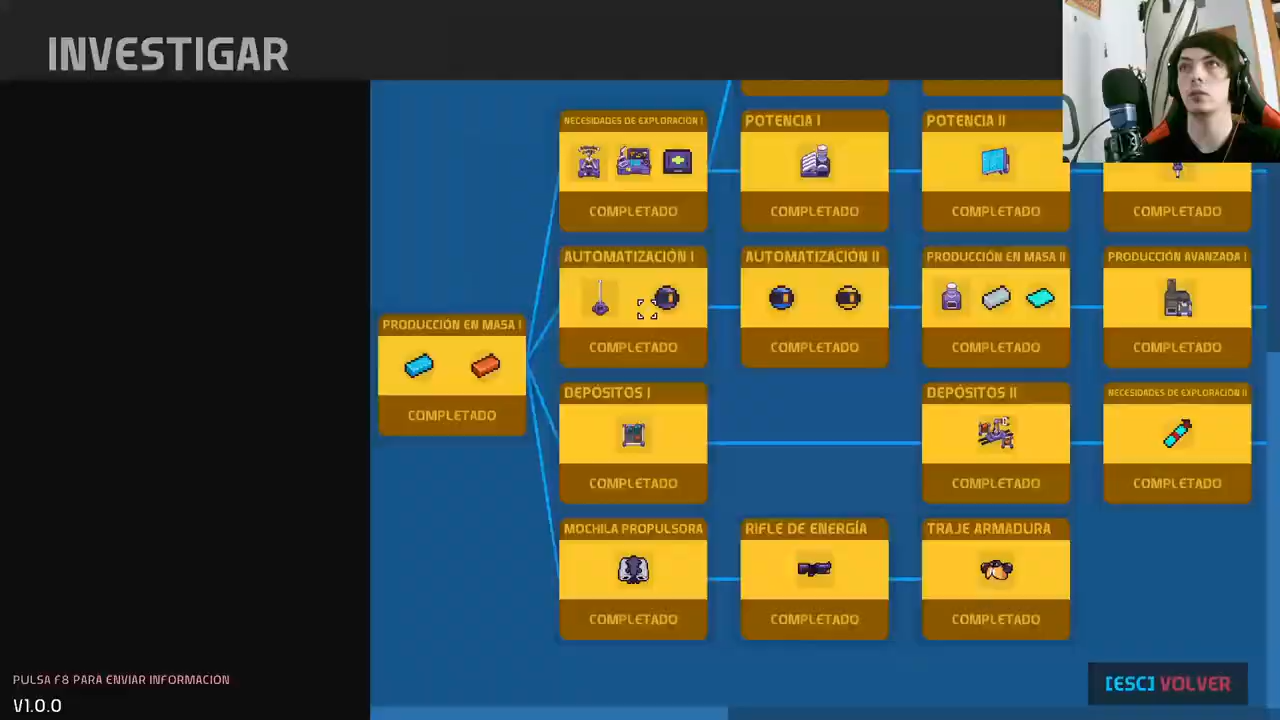 INVESTIGAR
NECESIDADES DE EXPLORACIÓN I
POTENCIA I
POTENCIA II
COMPLETADO
COMPLETADO
COMPLETADO
COMPLETADO
AUTOMATIZACIÓN I
AUTOMATIZACIÓN II
PRODUCCIÓN EN MASA II
PRODUCCIÓN AVANZADA I
COMPLETADO
COMPLETADO
COMPLETADO
COMPLETADO
PRODUCCIÓN EN MASA I
COMPLETADO
DEPÓSITOS I
DEPÓSITOS II
NECESIDADES DE EXPLORACIÓN II
COMPLETADO
COMPLETADO
COMPLETADO
MOCHILA PROPULSORA
RIFLE DE ENERGÍA
TRAJE ARMADURA
COMPLETADO
COMPLETADO
COMPLETADO
PULSA F8 PARA ENVIAR INFORMACIÓN
V1.0.0
[ESC] VOLVER